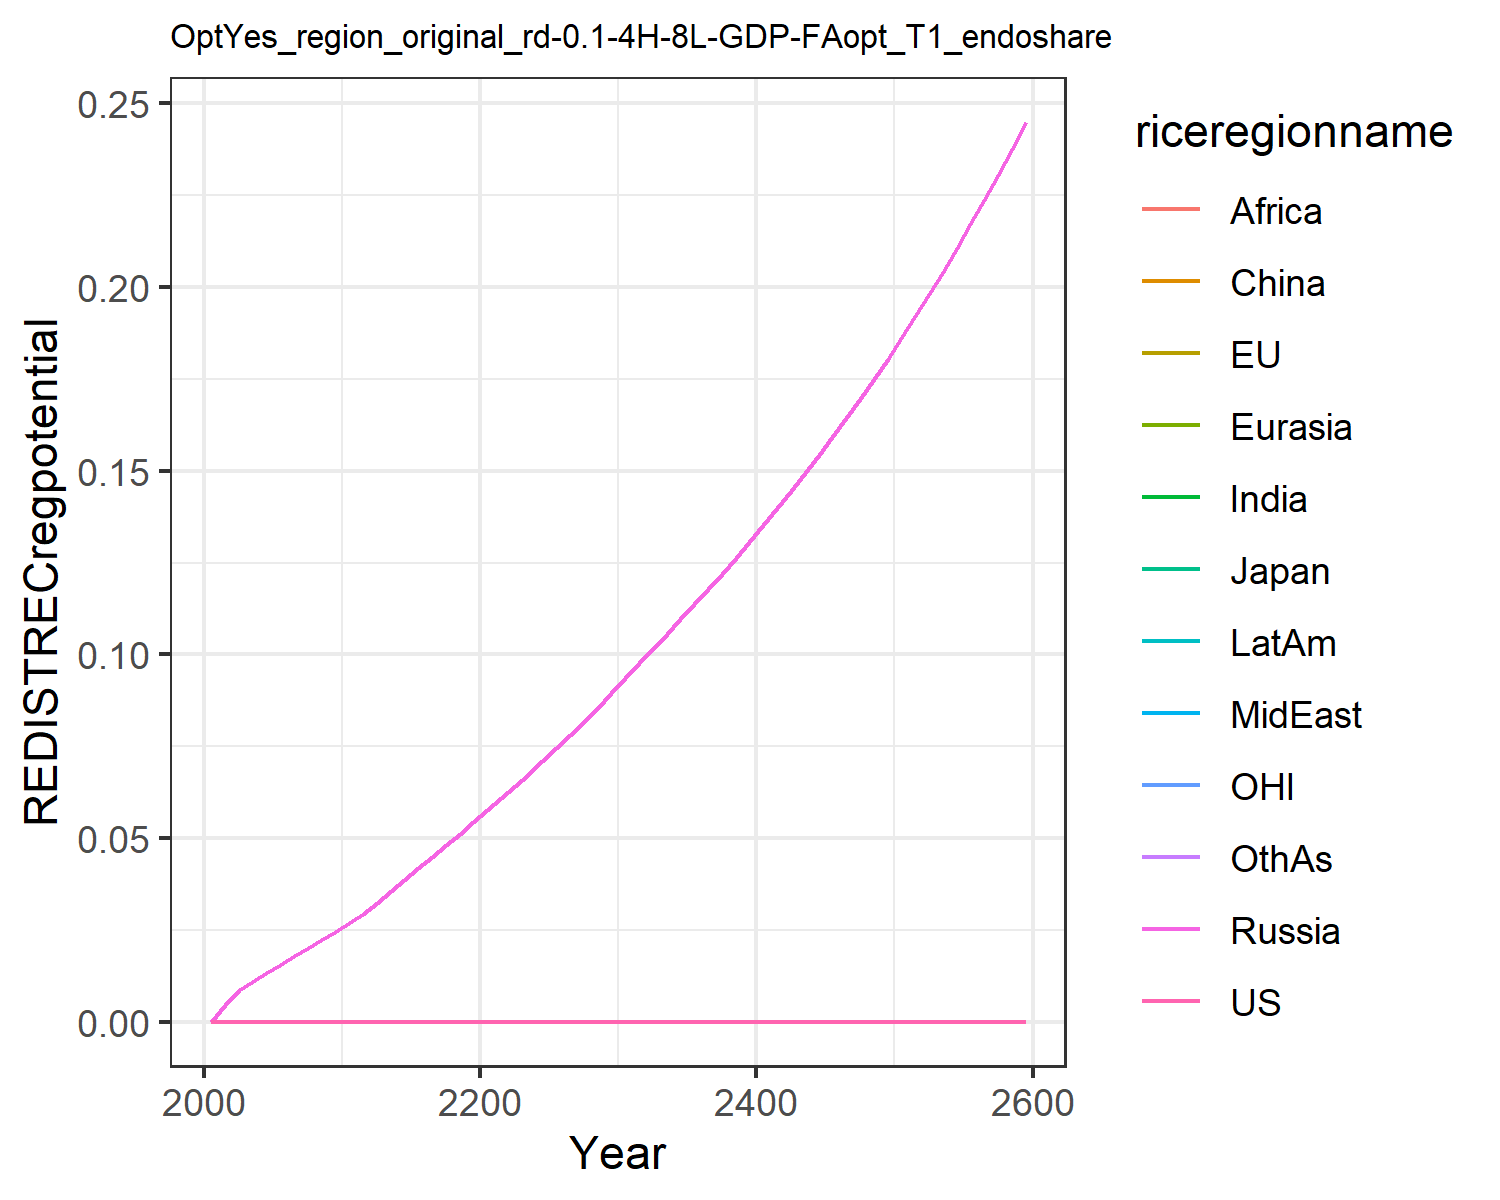 OptYes_region_original_rd-0.1-4H-8L-GDP-FAopt_T1_endoshare
REDISTRECregpotential
0.25
0.20
0.15
0.10
0.05
0.00
2000 2200 2400 2600
Year
riceregionname
Africa
China
EU
Eurasia
India
Japan
LatAm
MidEast
OHI
OthAs
Russia
US